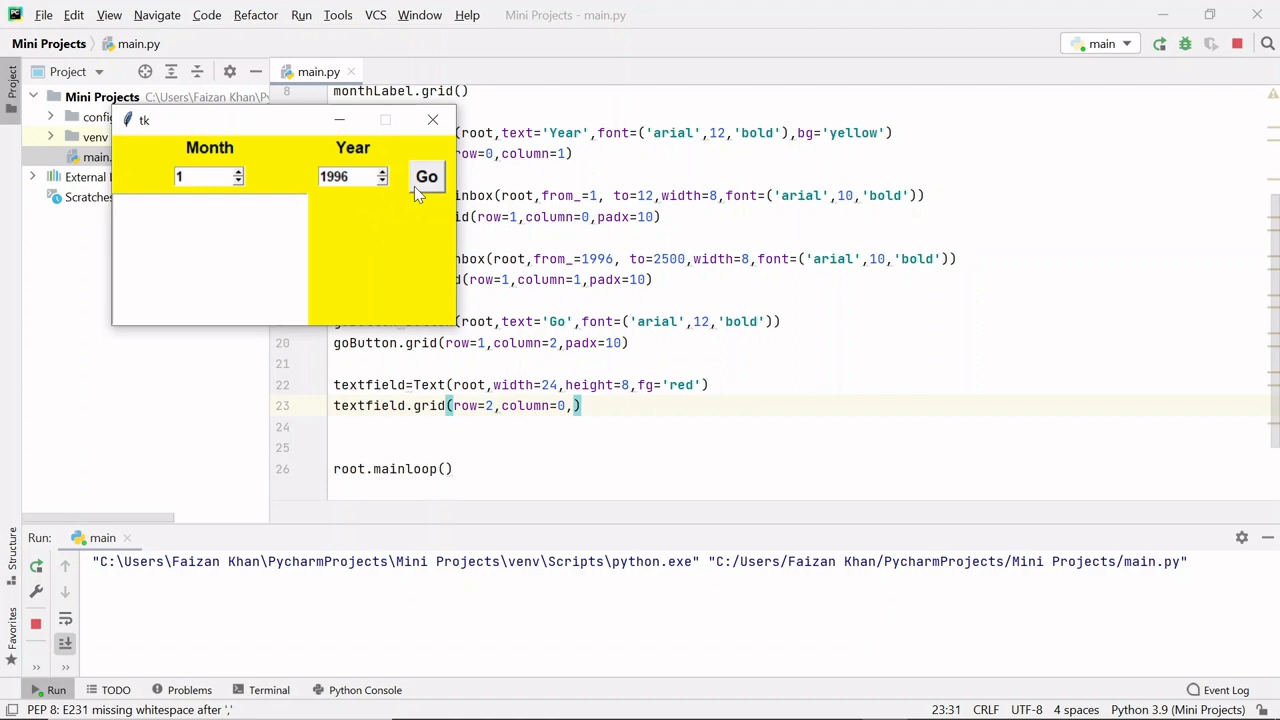 PC File Edit View Navigate Code Refactor Run Tools VCS Window Help Mini Projects - main.py
Mini Projects main.py main
Project Project main.py
Mini Projects C:\Users\Faizan Khan\Py
confi
venv
main.
External
Scratches
tk
Month Year
1 1996 Go
8 monthLabel.grid()
(root,text='Year',font=('arial',12,'bold'),bg='yellow')
row=0,column=1)
inbox(root,from_=1, to=12,width=8,font=('arial',10,'bold'))
id(row=1,column=0,padx=10)
nbox(root,from_=1996, to=2500,width=8,font=('arial',10,'bold'))
d(row=1,column=1,padx=10)
(root,text='Go',font=('arial',12,'bold'))
20 goButton.grid(row=1,column=2,padx=10)
21
22 textfield=Text(root,width=24,height=8,fg='red')
23 textfield.grid(row=2,column=0,)
24
25
26 root.mainloop()
Structure
Favorites
Run: main
"C:\Users\Faizan Khan\PycharmProjects\Mini Projects\venv\Scripts\python.exe" "C:/Users/Faizan Khan/PycharmProjects/Mini Projects/main.py"
Run TODO Problems Terminal Python Console Event Log
PEP 8: E231 missing whitespace after ',' 23:31 CRLF UTF-8 4 spaces Python 3.9 (Mini Projects)